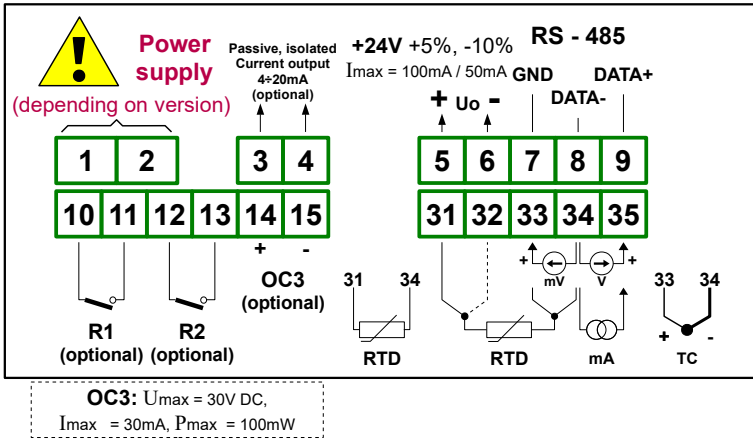 !
Power
supply
(depending on version)
Passive, isolated
Current output
4÷20mA
(optional)
+24V +5%, -10%
Imax = 100mA / 50mA
+ Uo -
RS - 485
GND DATA+
DATA-
1 2 3 4 5 6 7 8 9
10 11 12 13 14 15 31 32 33 34 35
+ -
OC3
(optional)
R1
(optional)
R2
(optional)
31 34
RTD
+ mV V +
RTD
mA
33 34
+ -
TC
OC3: Umax = 30V DC,
Imax = 30mA, Pmax = 100mW